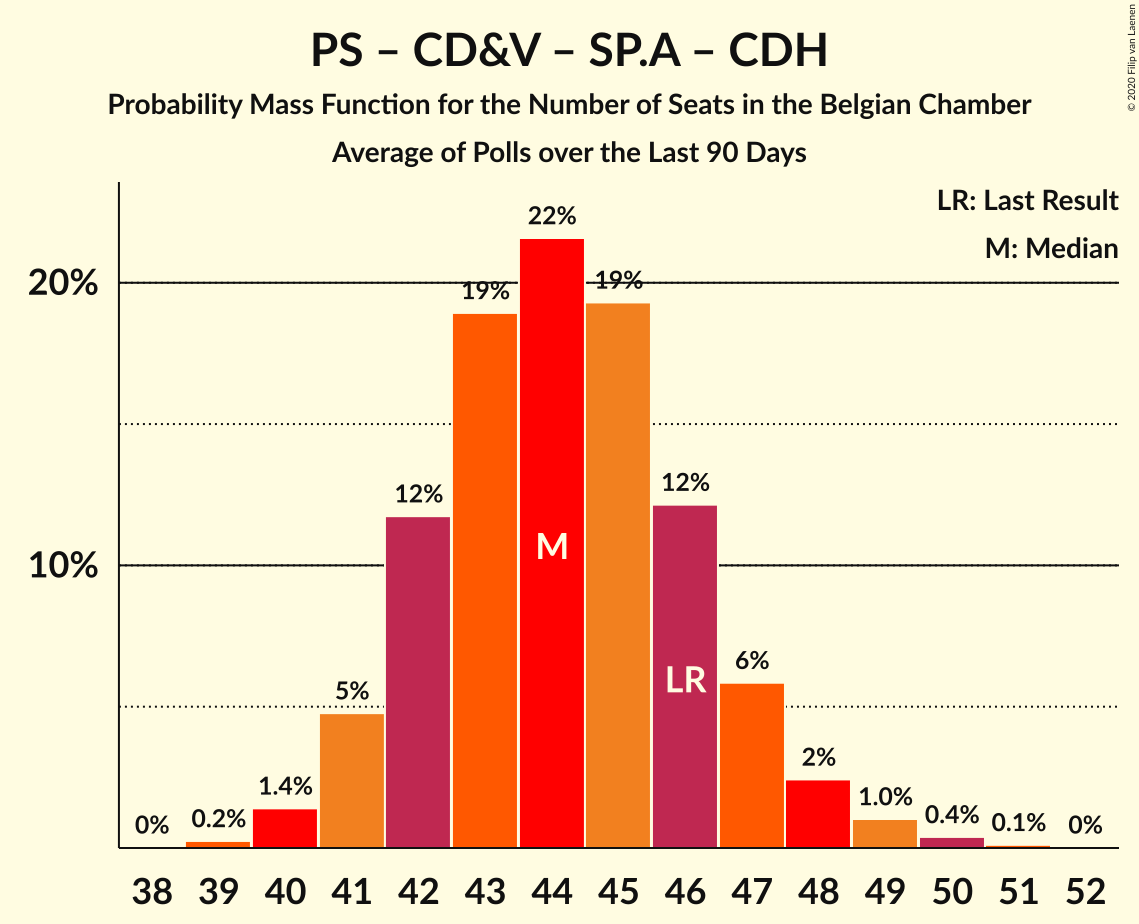 PS – CD&V – SP.A – CDH
Probability Mass Function for the Number of Seats in the Belgian Chamber
Average of Polls over the Last 90 Days
© 2020 Filip van Laenen
LR: Last Result
M: Median
20%
10%
0%
0.2%
1.4%
5%
12%
19%
22%
19%
12%
6%
2%
1.0%
0.4%
0.1%
0%
M
LR
38 39 40 41 42 43 44 45 46 47 48 49 50 51 52